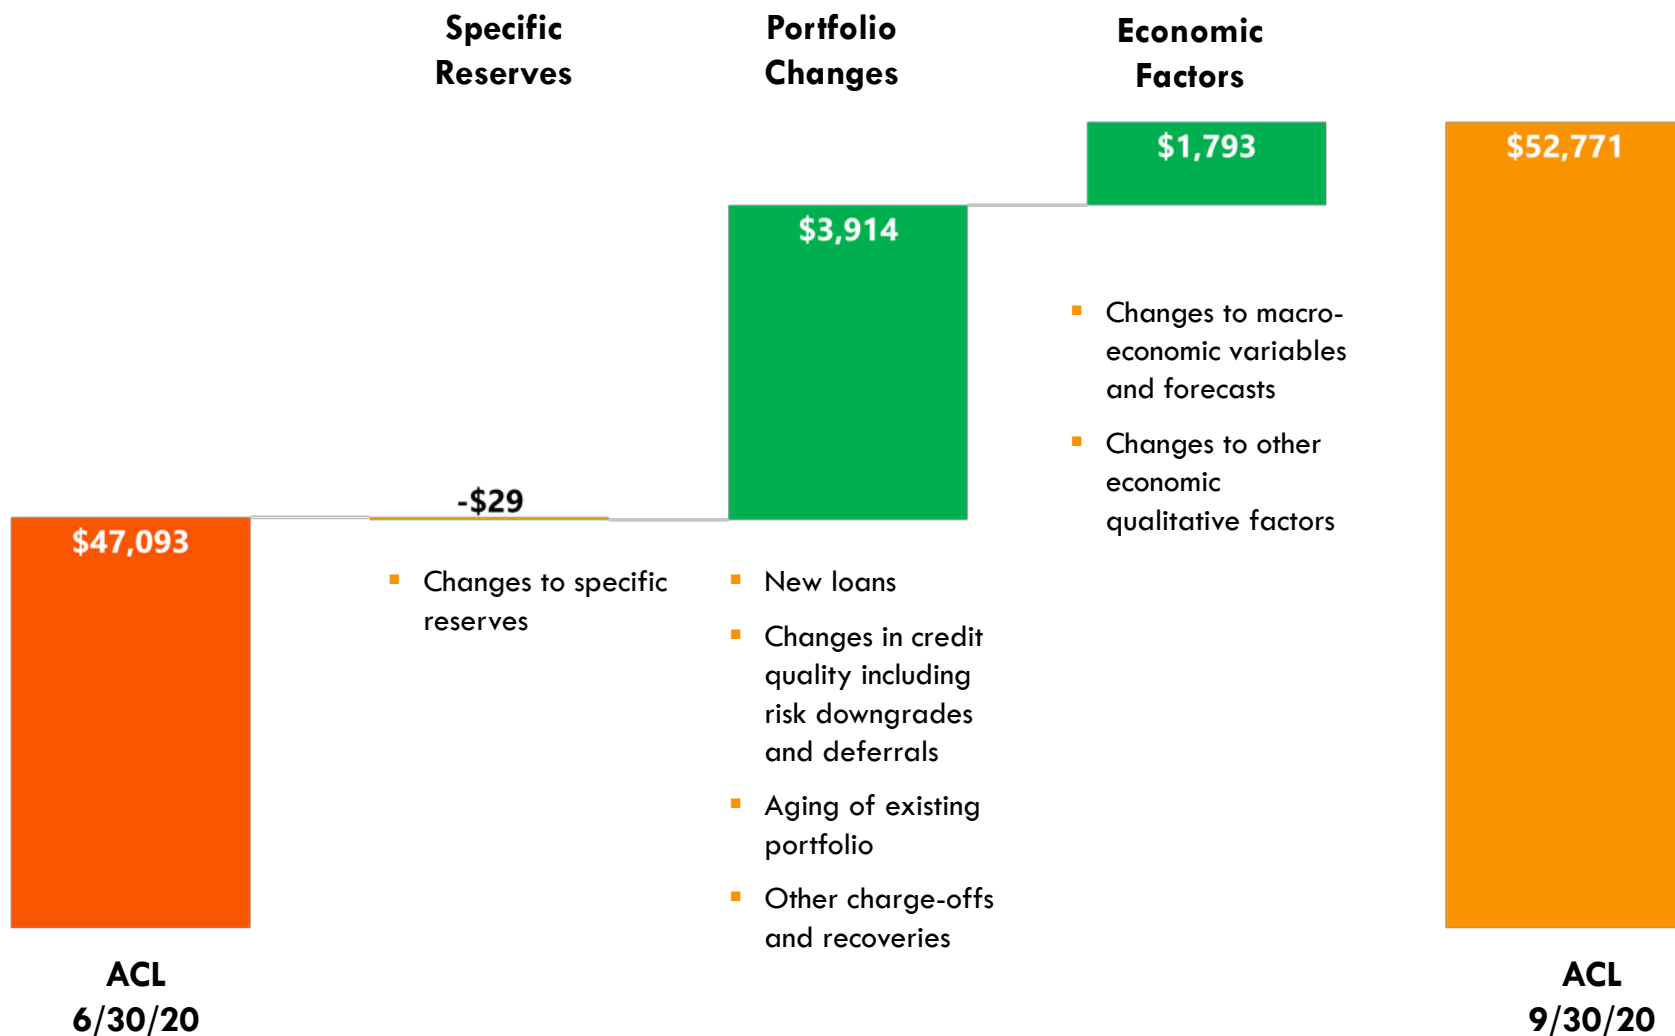 Specific
Reserves
Portfolio
Changes
Economic
Factors
$47,093
-$29
$3,914
$1,793
$52,771
▪ Changes to specific
reserves
▪ New loans
▪ Changes in credit
quality including
risk downgrades
and deferrals
▪ Aging of existing
portfolio
▪ Other charge-offs
and recoveries
▪ Changes to macro-
economic variables
and forecasts
▪ Changes to other
economic
qualitative factors
ACL
6/30/20
ACL
9/30/20